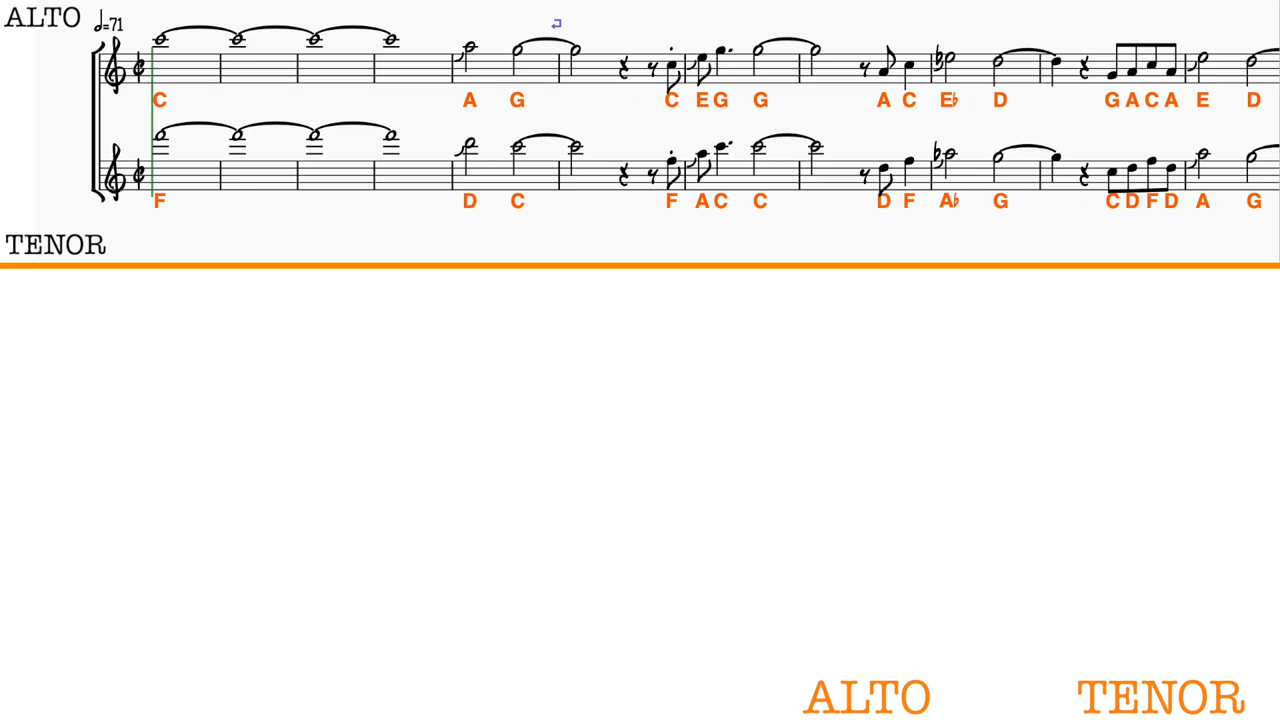 ALTO ♩=71
C A G C E G G A C E♭ D G A C A E D
F D C F A C C D F A♭ G C D F D A G
TENOR
ALTO TENOR